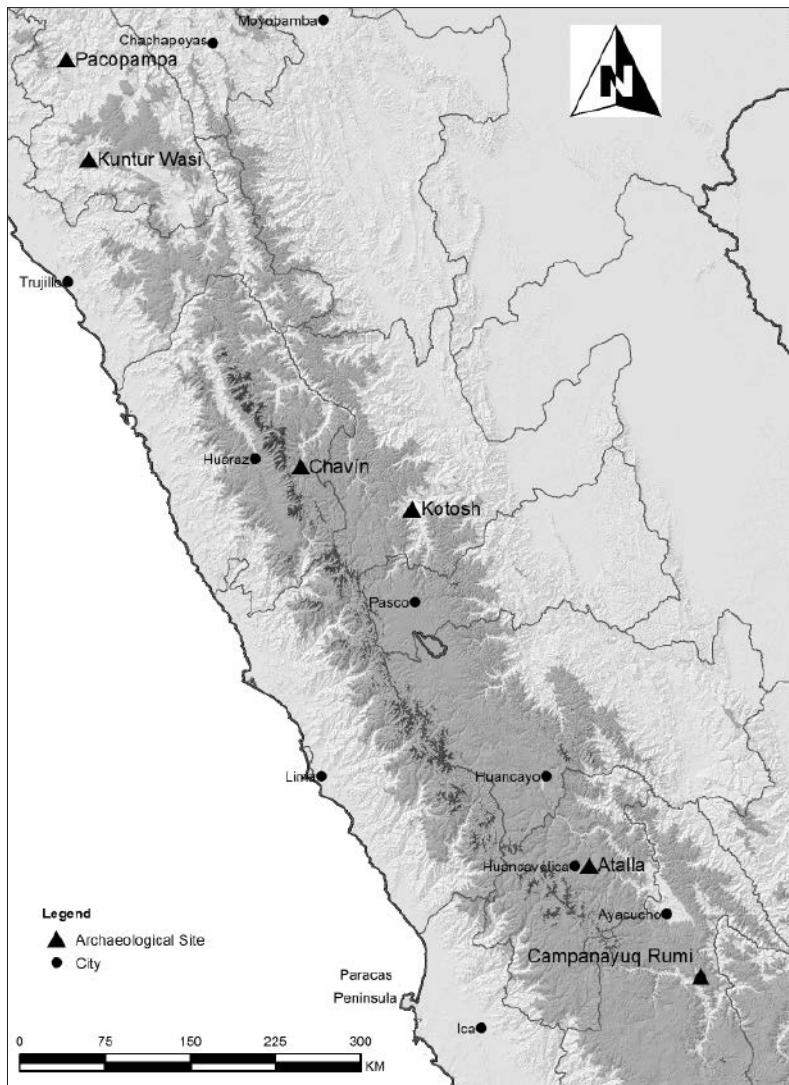 Moyobamba
Chachapoyas
Pacopampa
N
Kuntur Wasi
Trujillo
Huaraz
Chavín
Kotosh
Pasco
Lima
Huancayo
Huancavelica
Atalla
Legend
Archaeological Site
City
Ayacucho
Campanayuq Rumi
Paracas
Peninsula
Ica
0 75 150 225 300
KM